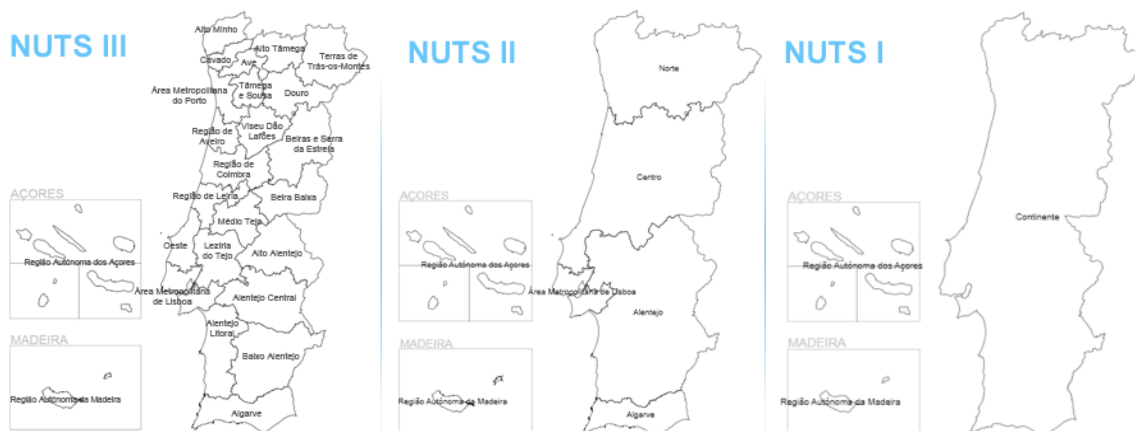 NUTS III
Alto Minho
Alto Tâmega
Terras de
Trás-os-Montes
Cávado
Ave
Área Metropolitana
do Porto
Tâmega
e Sousa
Douro
Região de
Aveiro
Viseu Dão
Lafões
Beiras e Serra
da Estrela
Região de
Coimbra
Região de Leiria
Beira Baixa
Médio Tejo
Oeste
Lezíria
do Tejo
Alto Alentejo
Área Metropolitana
de Lisboa
Alentejo Central
Alentejo
Litoral
Baixo Alentejo
Algarve
AÇORES
Região Autónoma dos Açores
MADEIRA
Região Autónoma da Madeira
NUTS II
Norte
Centro
Área Metropolitana de Lisboa
Alentejo
Algarve
AÇORES
Região Autónoma dos Açores
MADEIRA
Região Autónoma da Madeira
NUTS I
Continente
AÇORES
Região Autónoma dos Açores
MADEIRA
Região Autónoma da Madeira